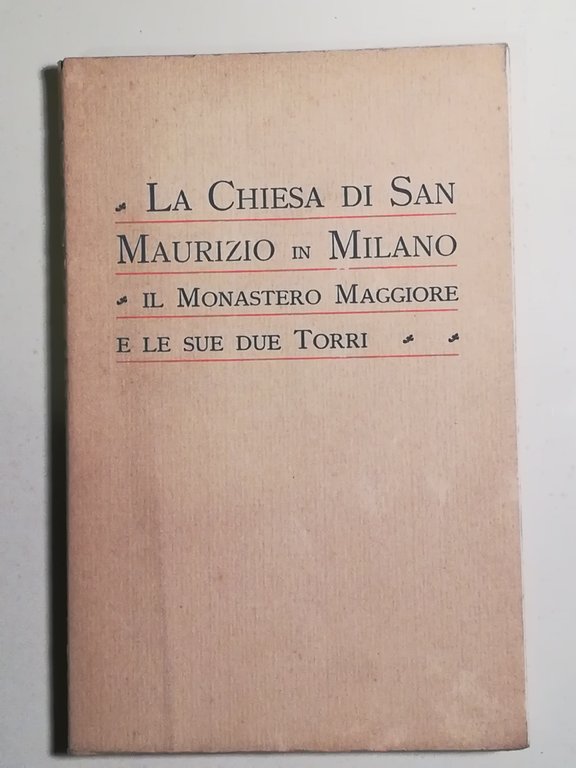 La Chiesa di San
Maurizio in Milano
il Monastero Maggiore
e le sue due Torri